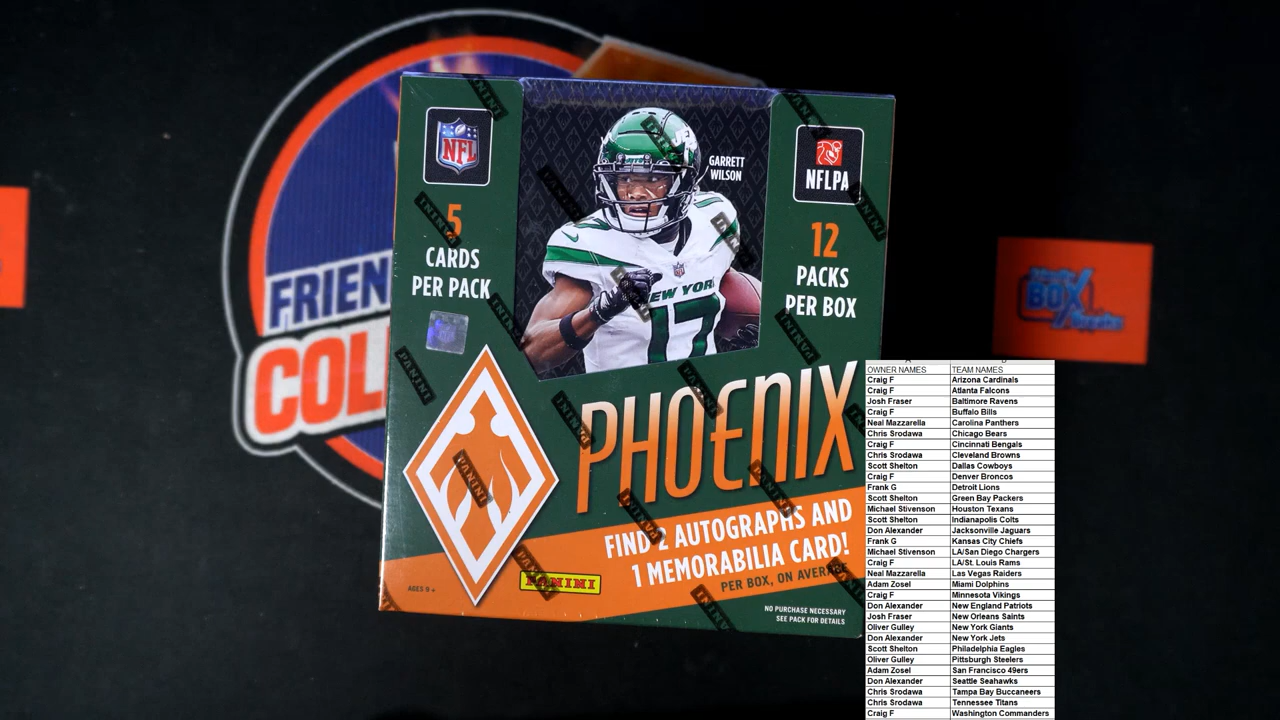 FRIEN
COL
NFL
GARRETT
WILSON
NFLPA
5
CARDS
PER PACK
12
PACKS
PER BOX
NEW YORK
17
PHOENIX
FIND 2 AUTOGRAPHS AND
1 MEMORABILIA CARD!
PER BOX, ON AVERAGE
PANINI
AGES 9+
NO PURCHASE NECESSARY
SEE PACK FOR DETAILS
BOX
OWNER NAMES TEAM NAMES
Craig F Arizona Cardinals
Craig F Atlanta Falcons
Josh Fraser Baltimore Ravens
Craig F Buffalo Bills
Neal Mazzarella Carolina Panthers
Chris Srodawa Chicago Bears
Craig F Cincinnati Bengals
Chris Srodawa Cleveland Browns
Scott Shelton Dallas Cowboys
Craig F Denver Broncos
Frank G Detroit Lions
Scott Shelton Green Bay Packers
Michael Stivenson Houston Texans
Scott Shelton Indianapolis Colts
Don Alexander Jacksonville Jaguars
Frank G Kansas City Chiefs
Michael Stivenson LA/San Diego Chargers
Craig F LA/St. Louis Rams
Neal Mazzarella Las Vegas Raiders
Adam Zosel Miami Dolphins
Craig F Minnesota Vikings
Don Alexander New England Patriots
Josh Fraser New Orleans Saints
Oliver Gulley New York Giants
Don Alexander New York Jets
Scott Shelton Philadelphia Eagles
Oliver Gulley Pittsburgh Steelers
Adam Zosel San Francisco 49ers
Don Alexander Seattle Seahawks
Chris Srodawa Tampa Bay Buccaneers
Chris Srodawa Tennessee Titans
Craig F Washington Commanders